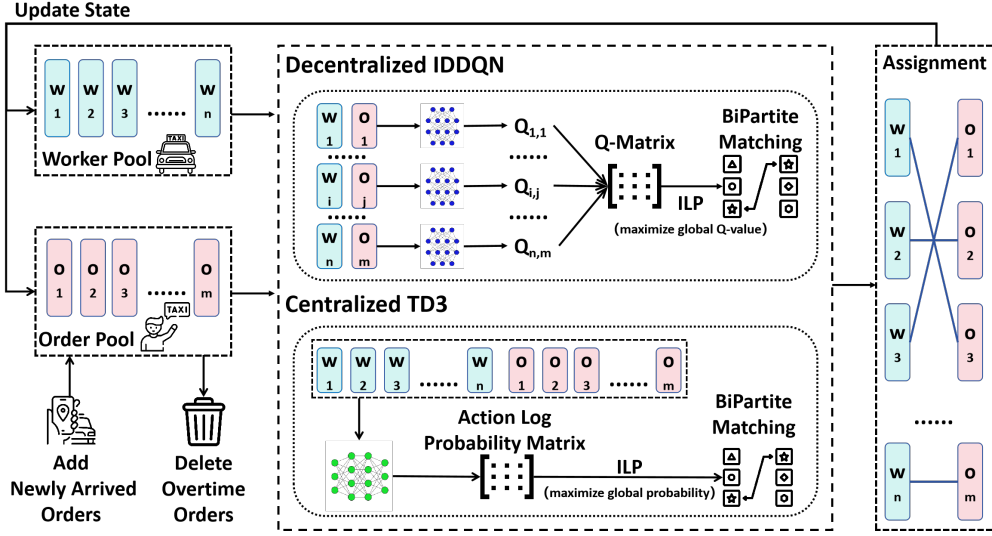 Update State
W W W W
1 2 3 ...... n
TAXI
Worker Pool
O O O O
1 2 3 ...... m
TAXI
Order Pool
Add
Newly Arrived
Orders
Delete
Overtime
Orders
Decentralized IDDQN
W O
1 1
Q1,1
...... ......
W O
i j
Qi,j
...... ......
W O
n m
Qn,m
Q-Matrix
ILP
(maximize global Q-value)
BiPartite
Matching
Centralized TD3
W W W W O O O O
1 2 3 ...... n 1 2 3 ...... m
Action Log
Probability Matrix
ILP
(maximize global probability)
BiPartite
Matching
Assignment
W O
1 1
W O
2 2
W O
3 3
......
W O
n m